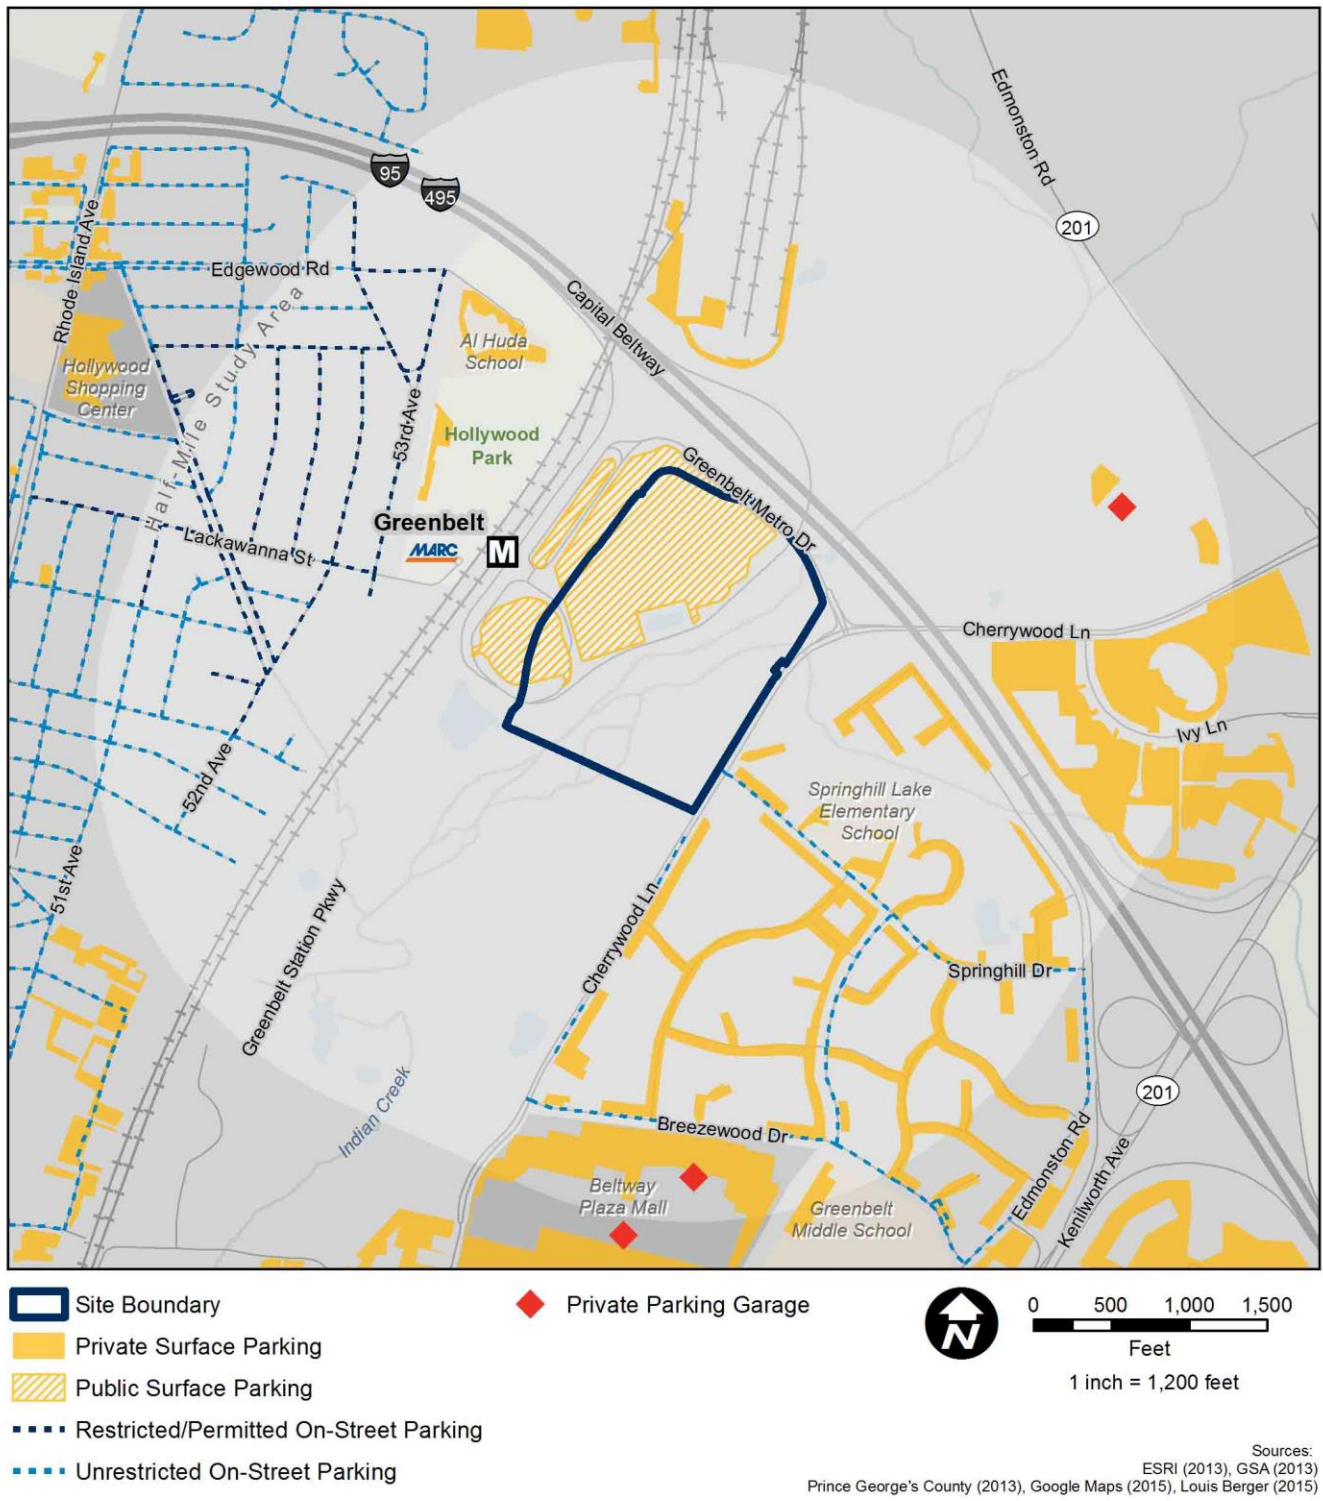 Edmonston Rd
95
495
201
Rhode Island Ave
Edgewood Rd
Capital Beltway
Half-Mile Study Area
Al Huda
School
Hollywood
Shopping
Center
53rd Ave
Hollywood
Park
Greenbelt Metro Dr
Greenbelt
MARC
M
Lackawanna St
Cherrywood Ln
Ivy Ln
52nd Ave
Springhill Lake
Elementary
School
51st Ave
Greenbelt Station Pkwy
Cherrywood Ln
Springhill Dr
Indian Creek
201
Breezewood Dr
Edmonston Rd
Kenilworth Ave
Beltway
Plaza Mall
Greenbelt
Middle School
Site Boundary
Private Surface Parking
Public Surface Parking
Restricted/Permitted On-Street Parking
Unrestricted On-Street Parking
Private Parking Garage
N
0 500 1,000 1,500
Feet
1 inch = 1,200 feet
Sources:
ESRI (2013), GSA (2013)
Prince George's County (2013), Google Maps (2015), Louis Berger (2015)